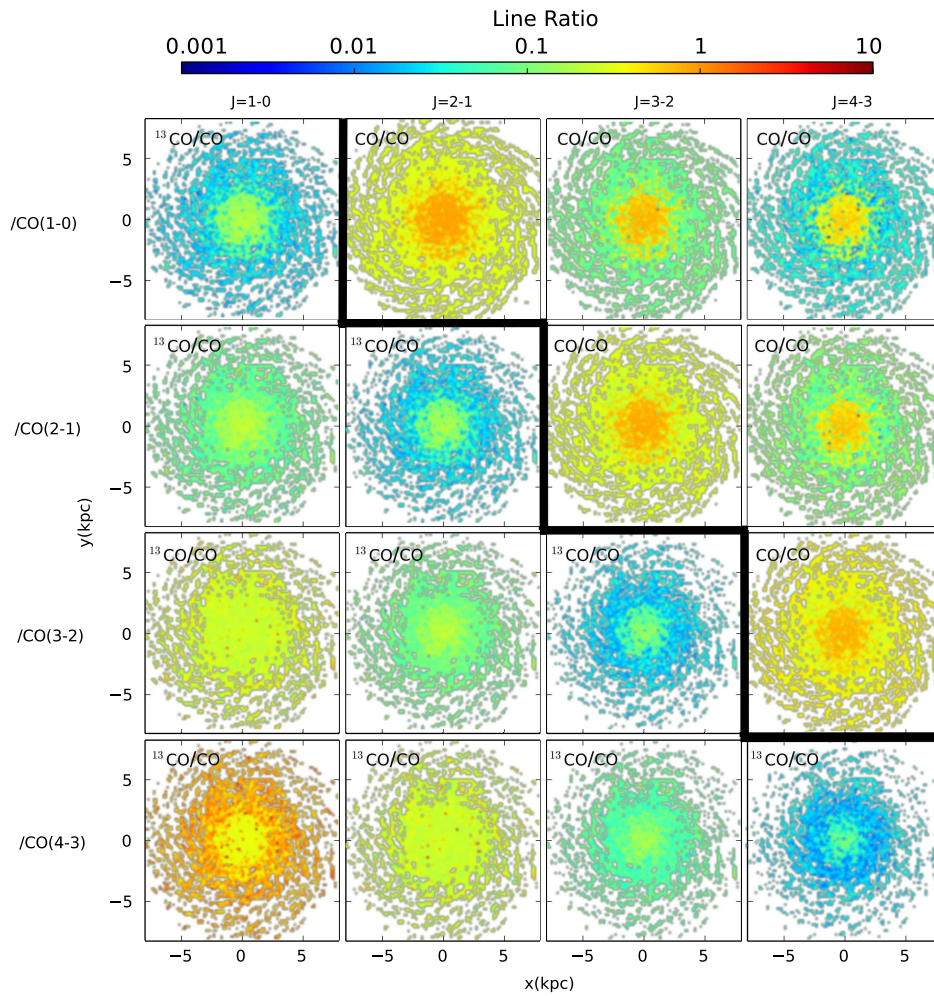 Line Ratio
0.001 0.01 0.1 1 10
J=1-0 J=2-1 J=3-2 J=4-3
¹³CO/CO CO/CO CO/CO CO/CO
5
/CO(1-0) 0
−5
¹³CO/CO ¹³CO/CO CO/CO CO/CO
5
/CO(2-1) 0
−5
y(kpc)
¹³CO/CO ¹³CO/CO ¹³CO/CO CO/CO
5
/CO(3-2) 0
−5
¹³CO/CO ¹³CO/CO ¹³CO/CO ¹³CO/CO
5
/CO(4-3) 0
−5
−5 0 5 −5 0 5 −5 0 5 −5 0 5
x(kpc)